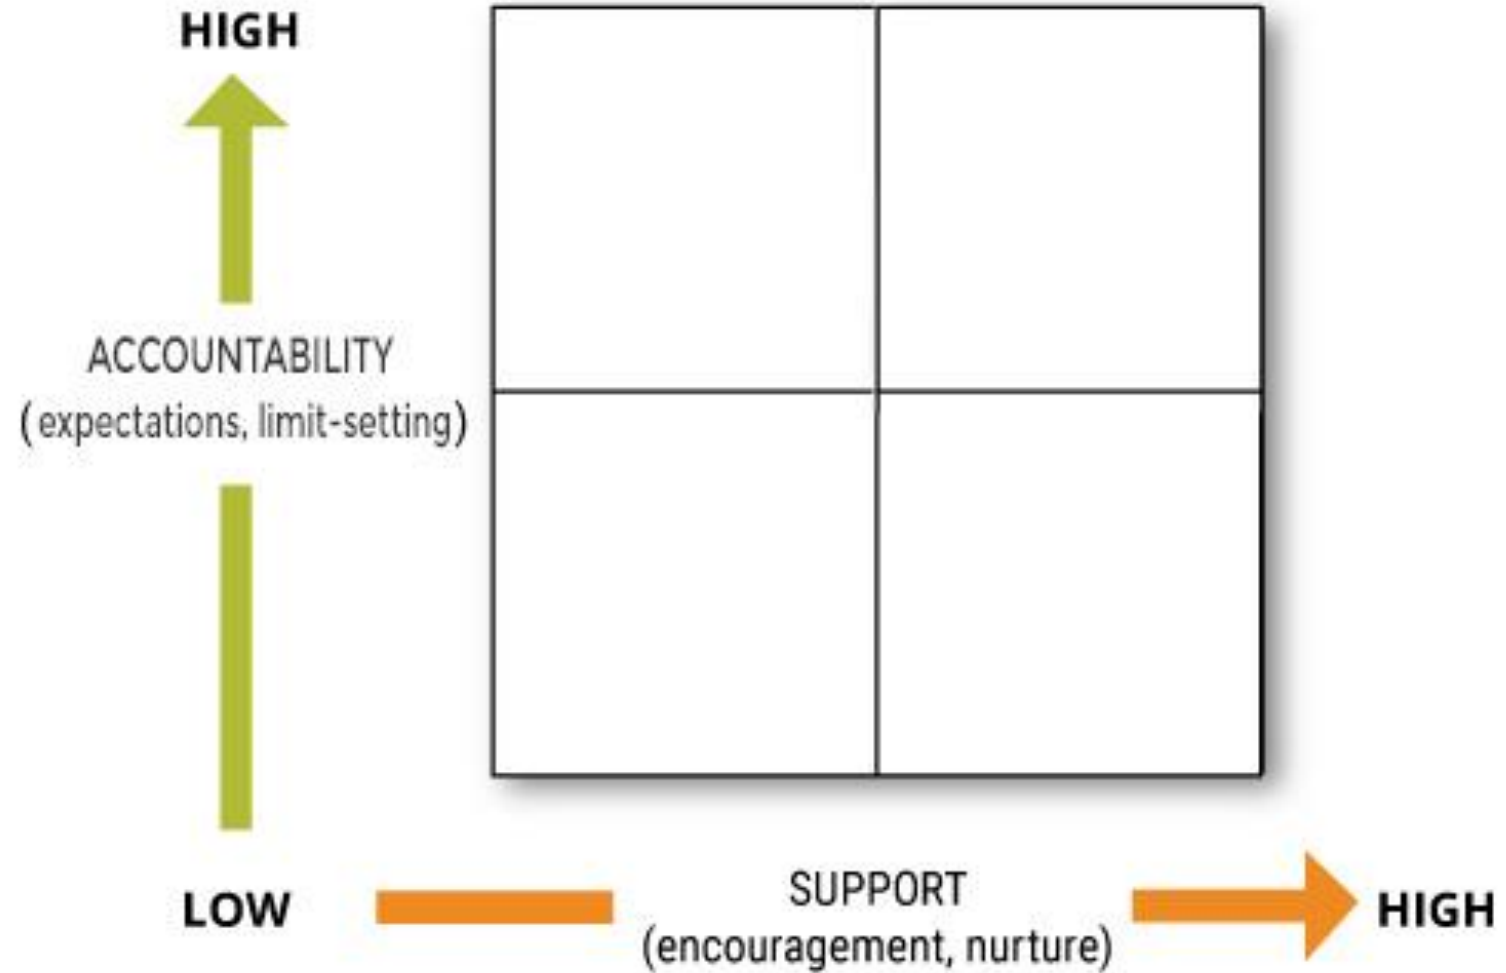 HIGH
ACCOUNTABILITY
(expectations, limit-setting)
LOW
SUPPORT
(encouragement, nurture)
HIGH